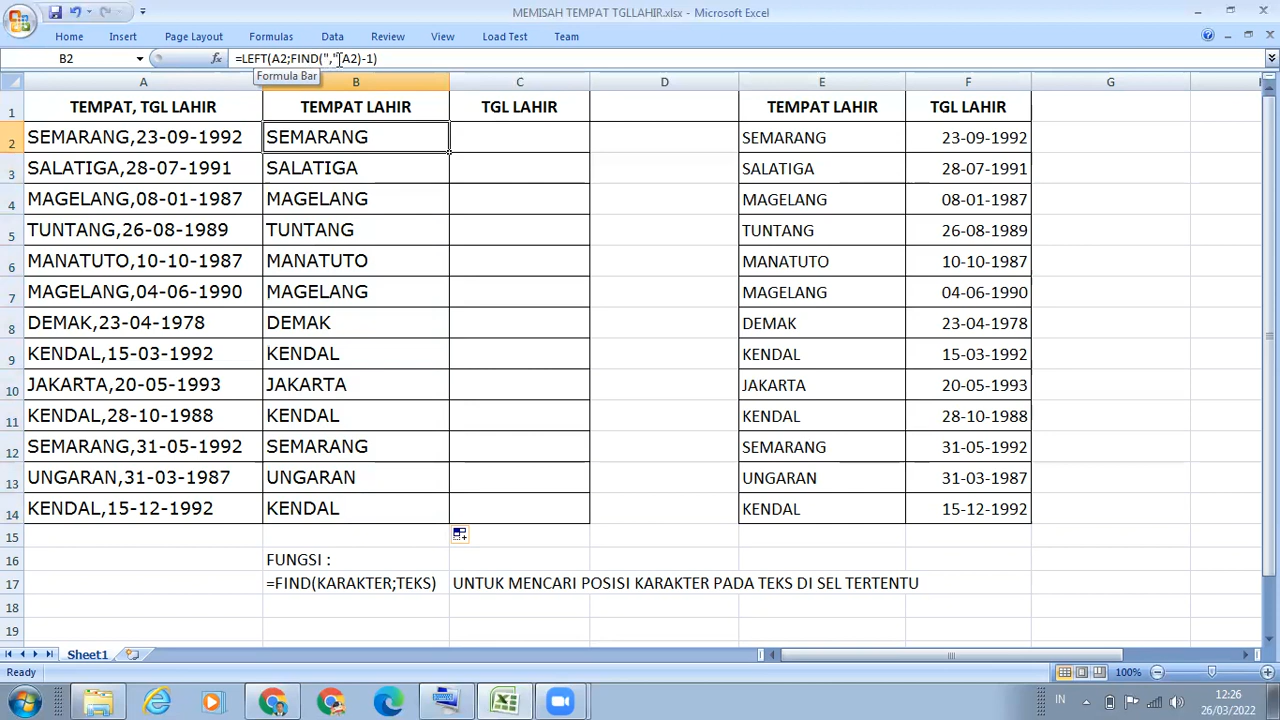 MEMISAH TEMPAT TGLLAHIR.xlsx - Microsoft Excel
Home Insert Page Layout Formulas Data Review View Load Test Team
B2 fx =LEFT(A2;FIND(",";A2)-1)
Formula Bar
A B C D E F G
1 TEMPAT, TGL LAHIR TEMPAT LAHIR TGL LAHIR TEMPAT LAHIR TGL LAHIR
2 SEMARANG,23-09-1992 SEMARANG SEMARANG 23-09-1992
3 SALATIGA,28-07-1991 SALATIGA SALATIGA 28-07-1991
4 MAGELANG,08-01-1987 MAGELANG MAGELANG 08-01-1987
5 TUNTANG,26-08-1989 TUNTANG TUNTANG 26-08-1989
6 MANATUTO,10-10-1987 MANATUTO MANATUTO 10-10-1987
7 MAGELANG,04-06-1990 MAGELANG MAGELANG 04-06-1990
8 DEMAK,23-04-1978 DEMAK DEMAK 23-04-1978
9 KENDAL,15-03-1992 KENDAL KENDAL 15-03-1992
10 JAKARTA,20-05-1993 JAKARTA JAKARTA 20-05-1993
11 KENDAL,28-10-1988 KENDAL KENDAL 28-10-1988
12 SEMARANG,31-05-1992 SEMARANG SEMARANG 31-05-1992
13 UNGARAN,31-03-1987 UNGARAN UNGARAN 31-03-1987
14 KENDAL,15-12-1992 KENDAL KENDAL 15-12-1992
15
16 FUNGSI :
17 =FIND(KARAKTER;TEKS) UNTUK MENCARI POSISI KARAKTER PADA TEKS DI SEL TERTENTU
18
19
Sheet1
Ready 100%
IN 12:26
26/03/2022